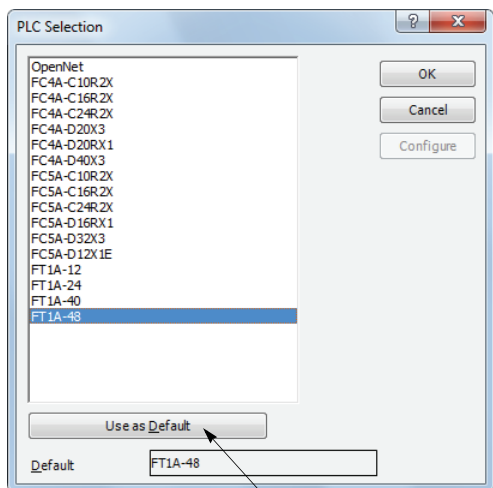 PLC Selection
OpenNet
FC4A-C10R2X
FC4A-C16R2X
FC4A-C24R2X
FC4A-D20X3
FC4A-D20RX1
FC4A-D40X3
FC5A-C10R2X
FC5A-C16R2X
FC5A-C24R2X
FC5A-D16RX1
FC5A-D32X3
FC5A-D12X1E
FT1A-12
FT1A-24
FT1A-40
FT1A-48
OK
Cancel
Configure
Use as Default
Default FT1A-48